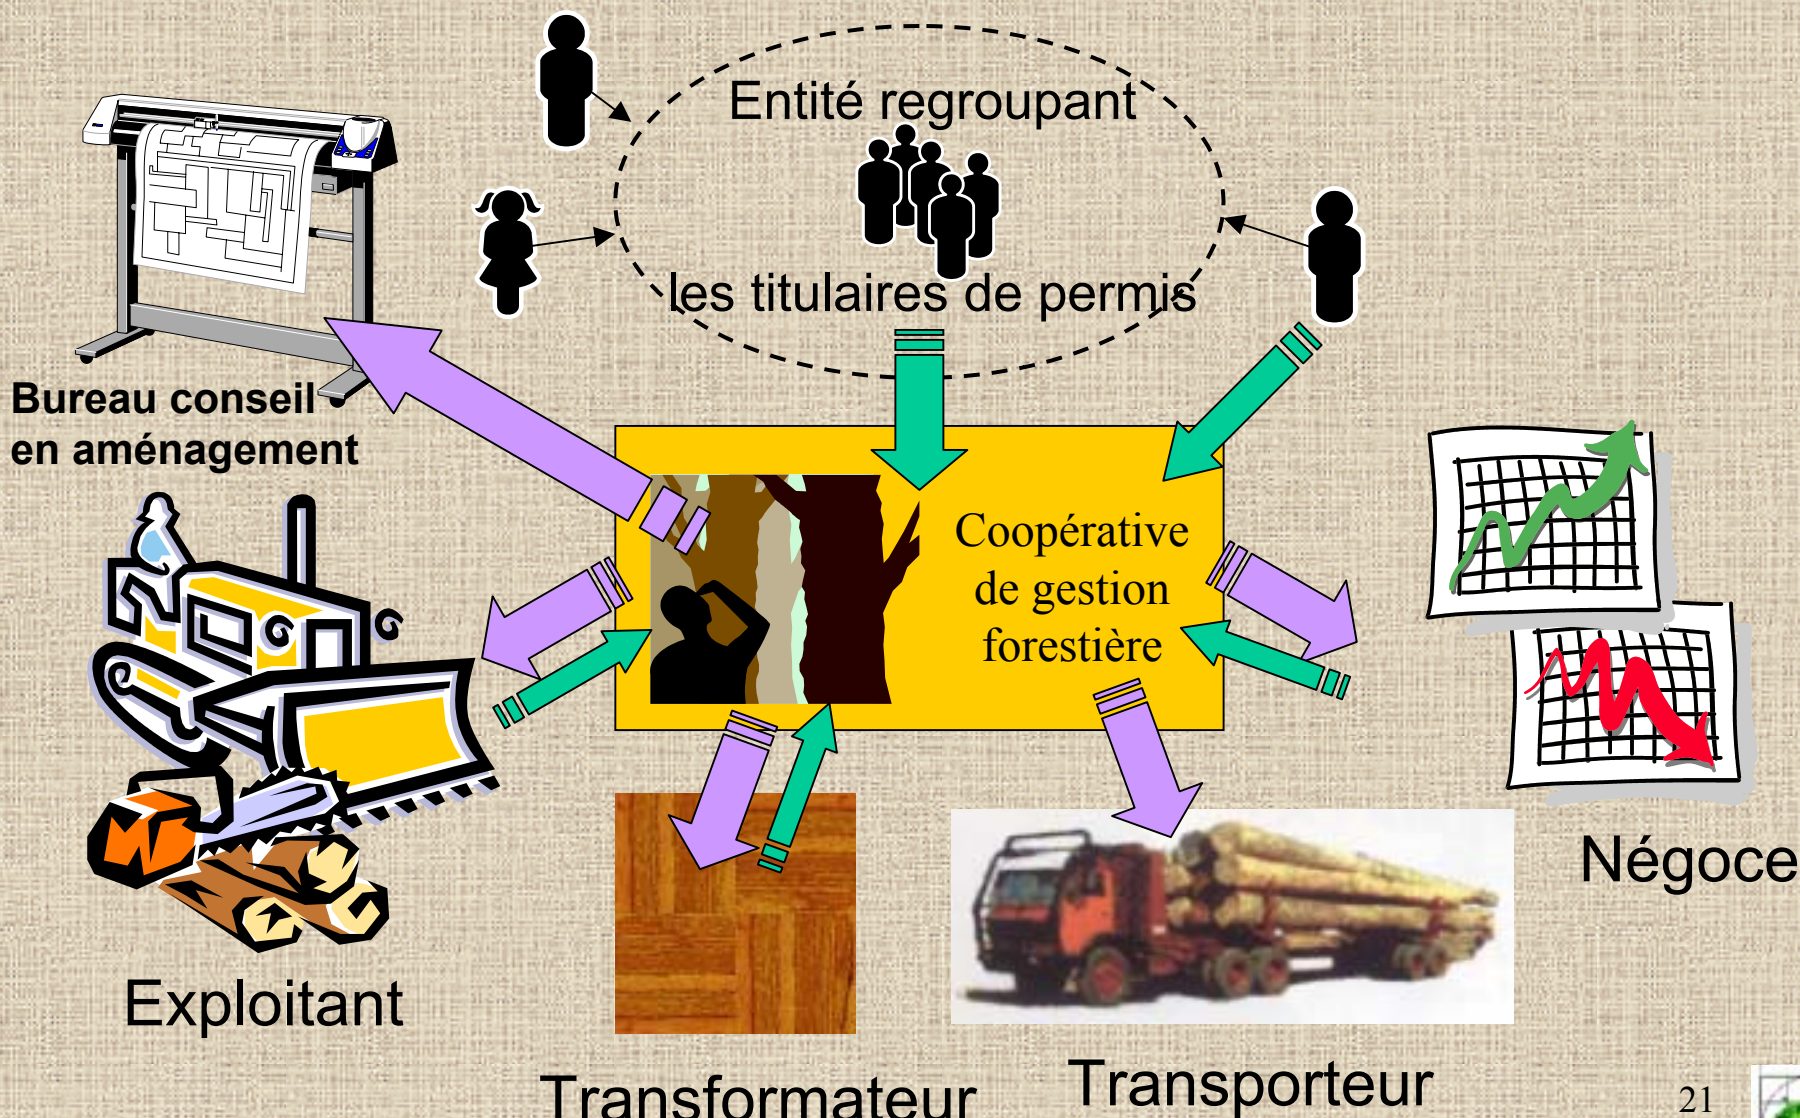 Entité regroupant
les titulaires de permis
Bureau conseil
en aménagement
Coopérative
de gestion
forestière
Négoce
Exploitant
Transformateur
Transporteur
21